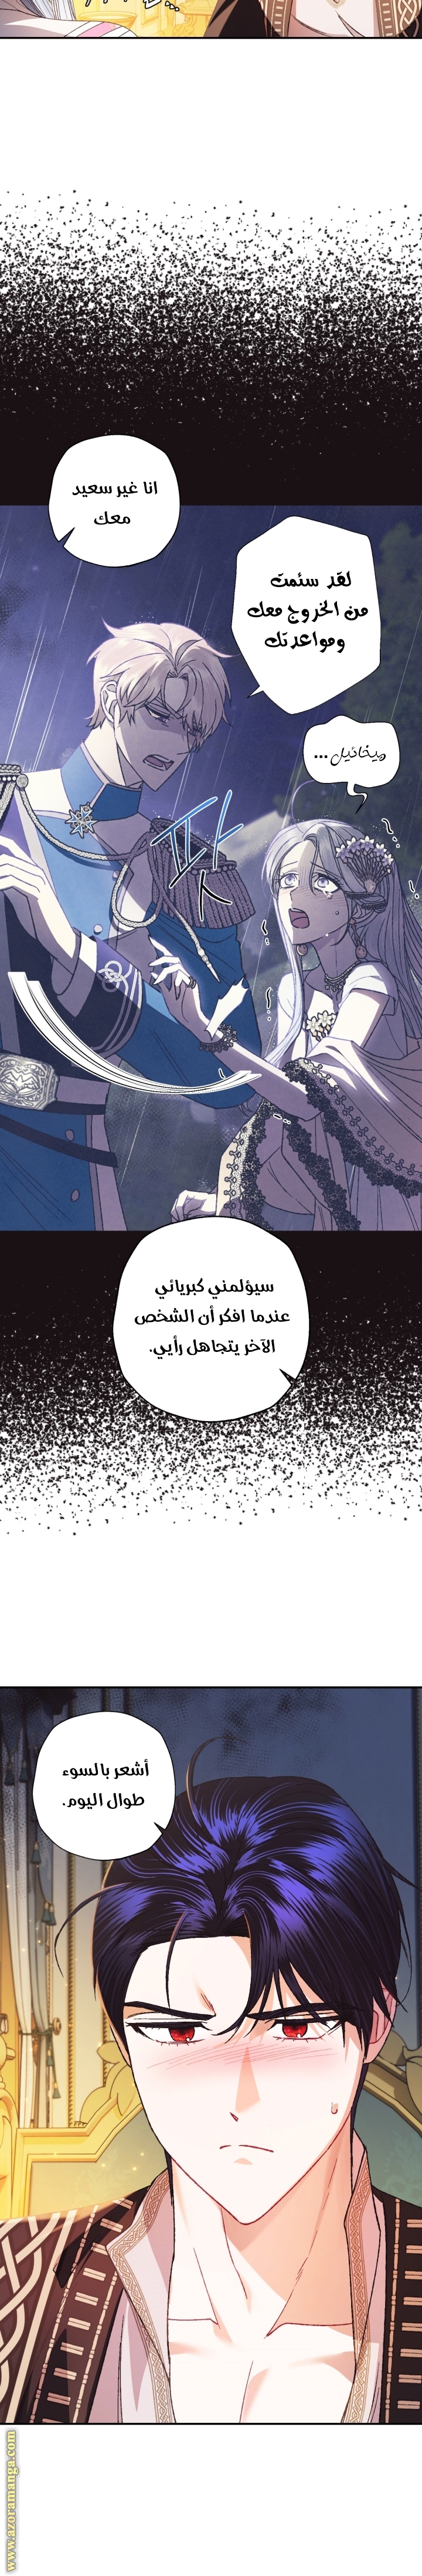 انا غير سعيد
معك
لقد سئمت
من الخروج معك
ومواعدتك
ميخائيل ...
سيؤلمني كبريائي
عندما افكر أن الشخص
الآخر يتجاهل رأيي.
أشعر بالسوء
طوال اليوم.
www.azoramanga.com